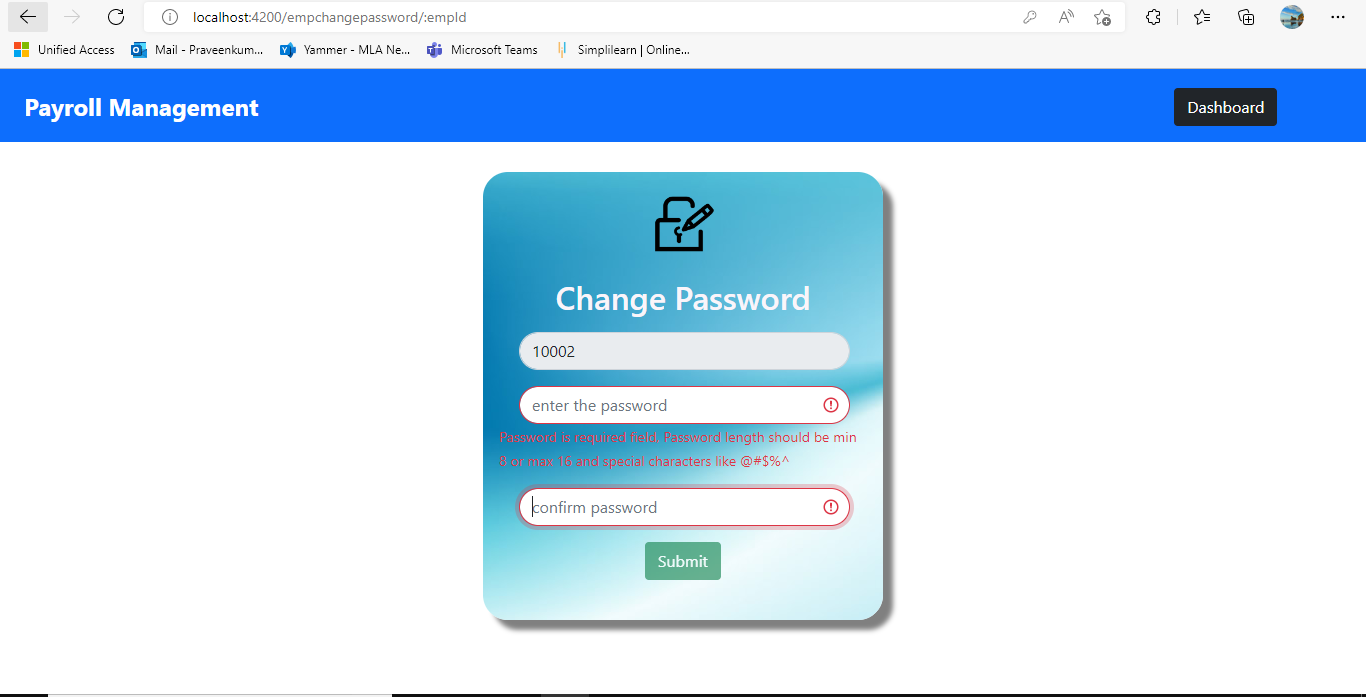 localhost:4200/empchangepassword/:empId
Unified Access
Mail - Praveenkum...
Yammer - MLA Ne...
Microsoft Teams
Simplilearn | Online...
Payroll Management
Dashboard
Change Password
10002
enter the password
Password is required field, Password length should be min
8 or max 16 and special characters like @#$%^
confirm password
Submit